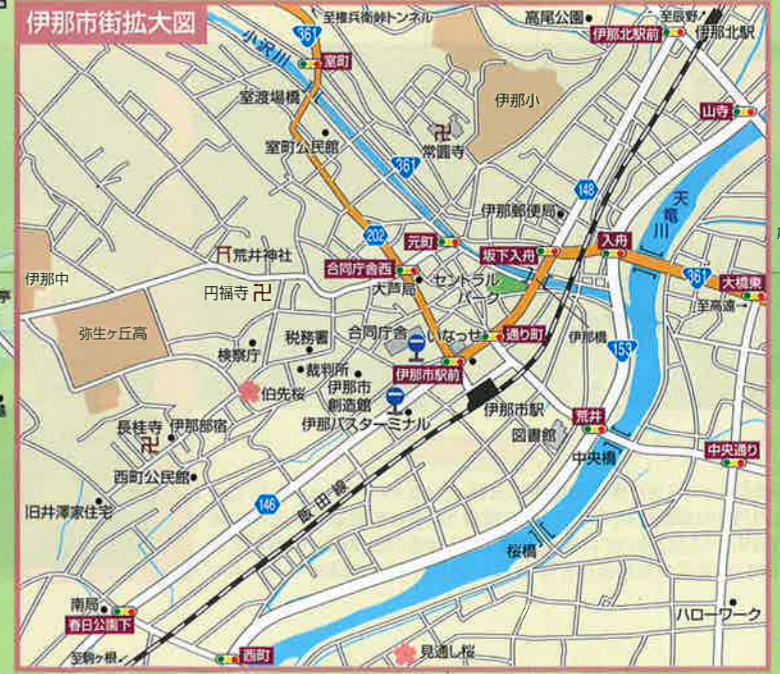 伊那市街拡大図
至権兵衛峠トンネル
高尾公園
至辰野
伊那北駅前
伊那北駅
361
小沢川
室町
室渡場橋
伊那小
山寺
室町公民館
常圓寺
361
148
天竜川
伊那郵便局
202
元町
坂下入舟
入舟
荒井神社
合同庁舎西
大芦局
セントラル
パーク
361
大橋東
至高遠
伊那中
円福寺
弥生ヶ丘高
税務署
合同庁舎
いなっせ
通り町
伊那橋
153
検察庁
裁判所
伊那市駅前
伯先桜
伊那市
創造館
伊那バスターミナル
伊那市駅
荒井
図書館
長桂寺
伊那部宿
中央橋
中央通り
西町公民館
旧井澤家住宅
146
飯田線
桜橋
南局
春日公園下
ハローワーク
至駒ヶ根
西町
見通し桜